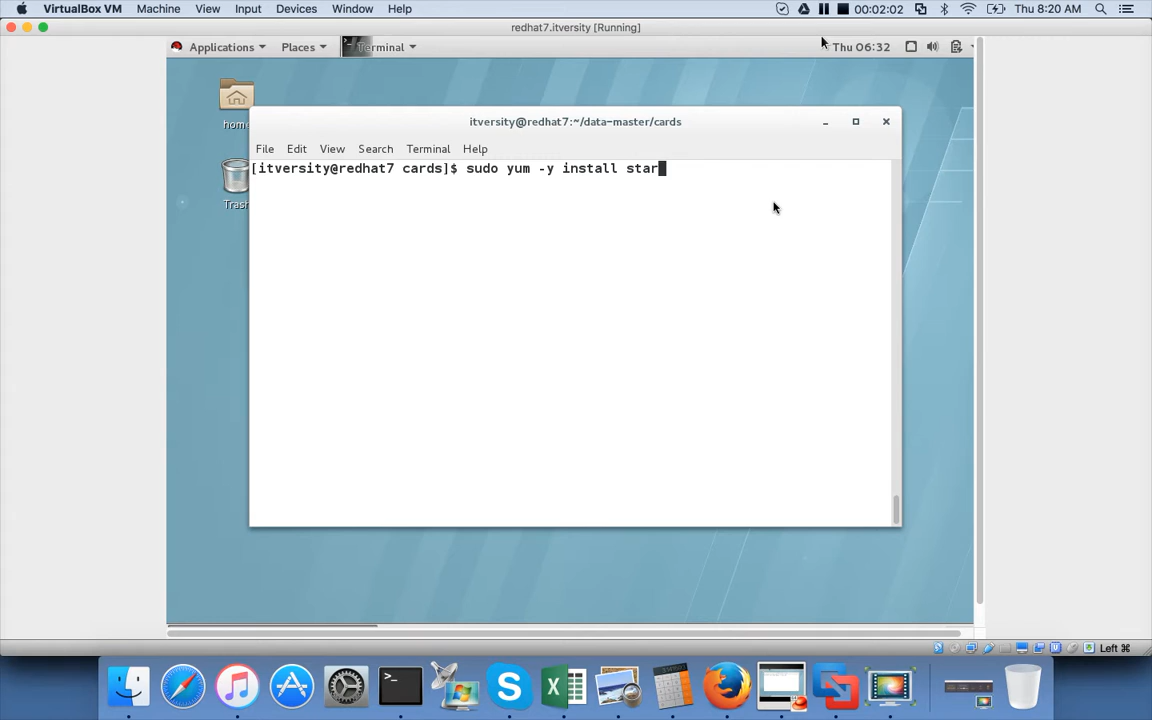 VirtualBox VM Machine View Input Devices Window Help 00:02:02 Thu 8:20 AM
redhat7.itversity [Running]
Applications Places Terminal Thu 06:32
home
Trash
itversity@redhat7:~/data-master/cards
File Edit View Search Terminal Help
[itversity@redhat7 cards]$ sudo yum -y install star
Left ⌘